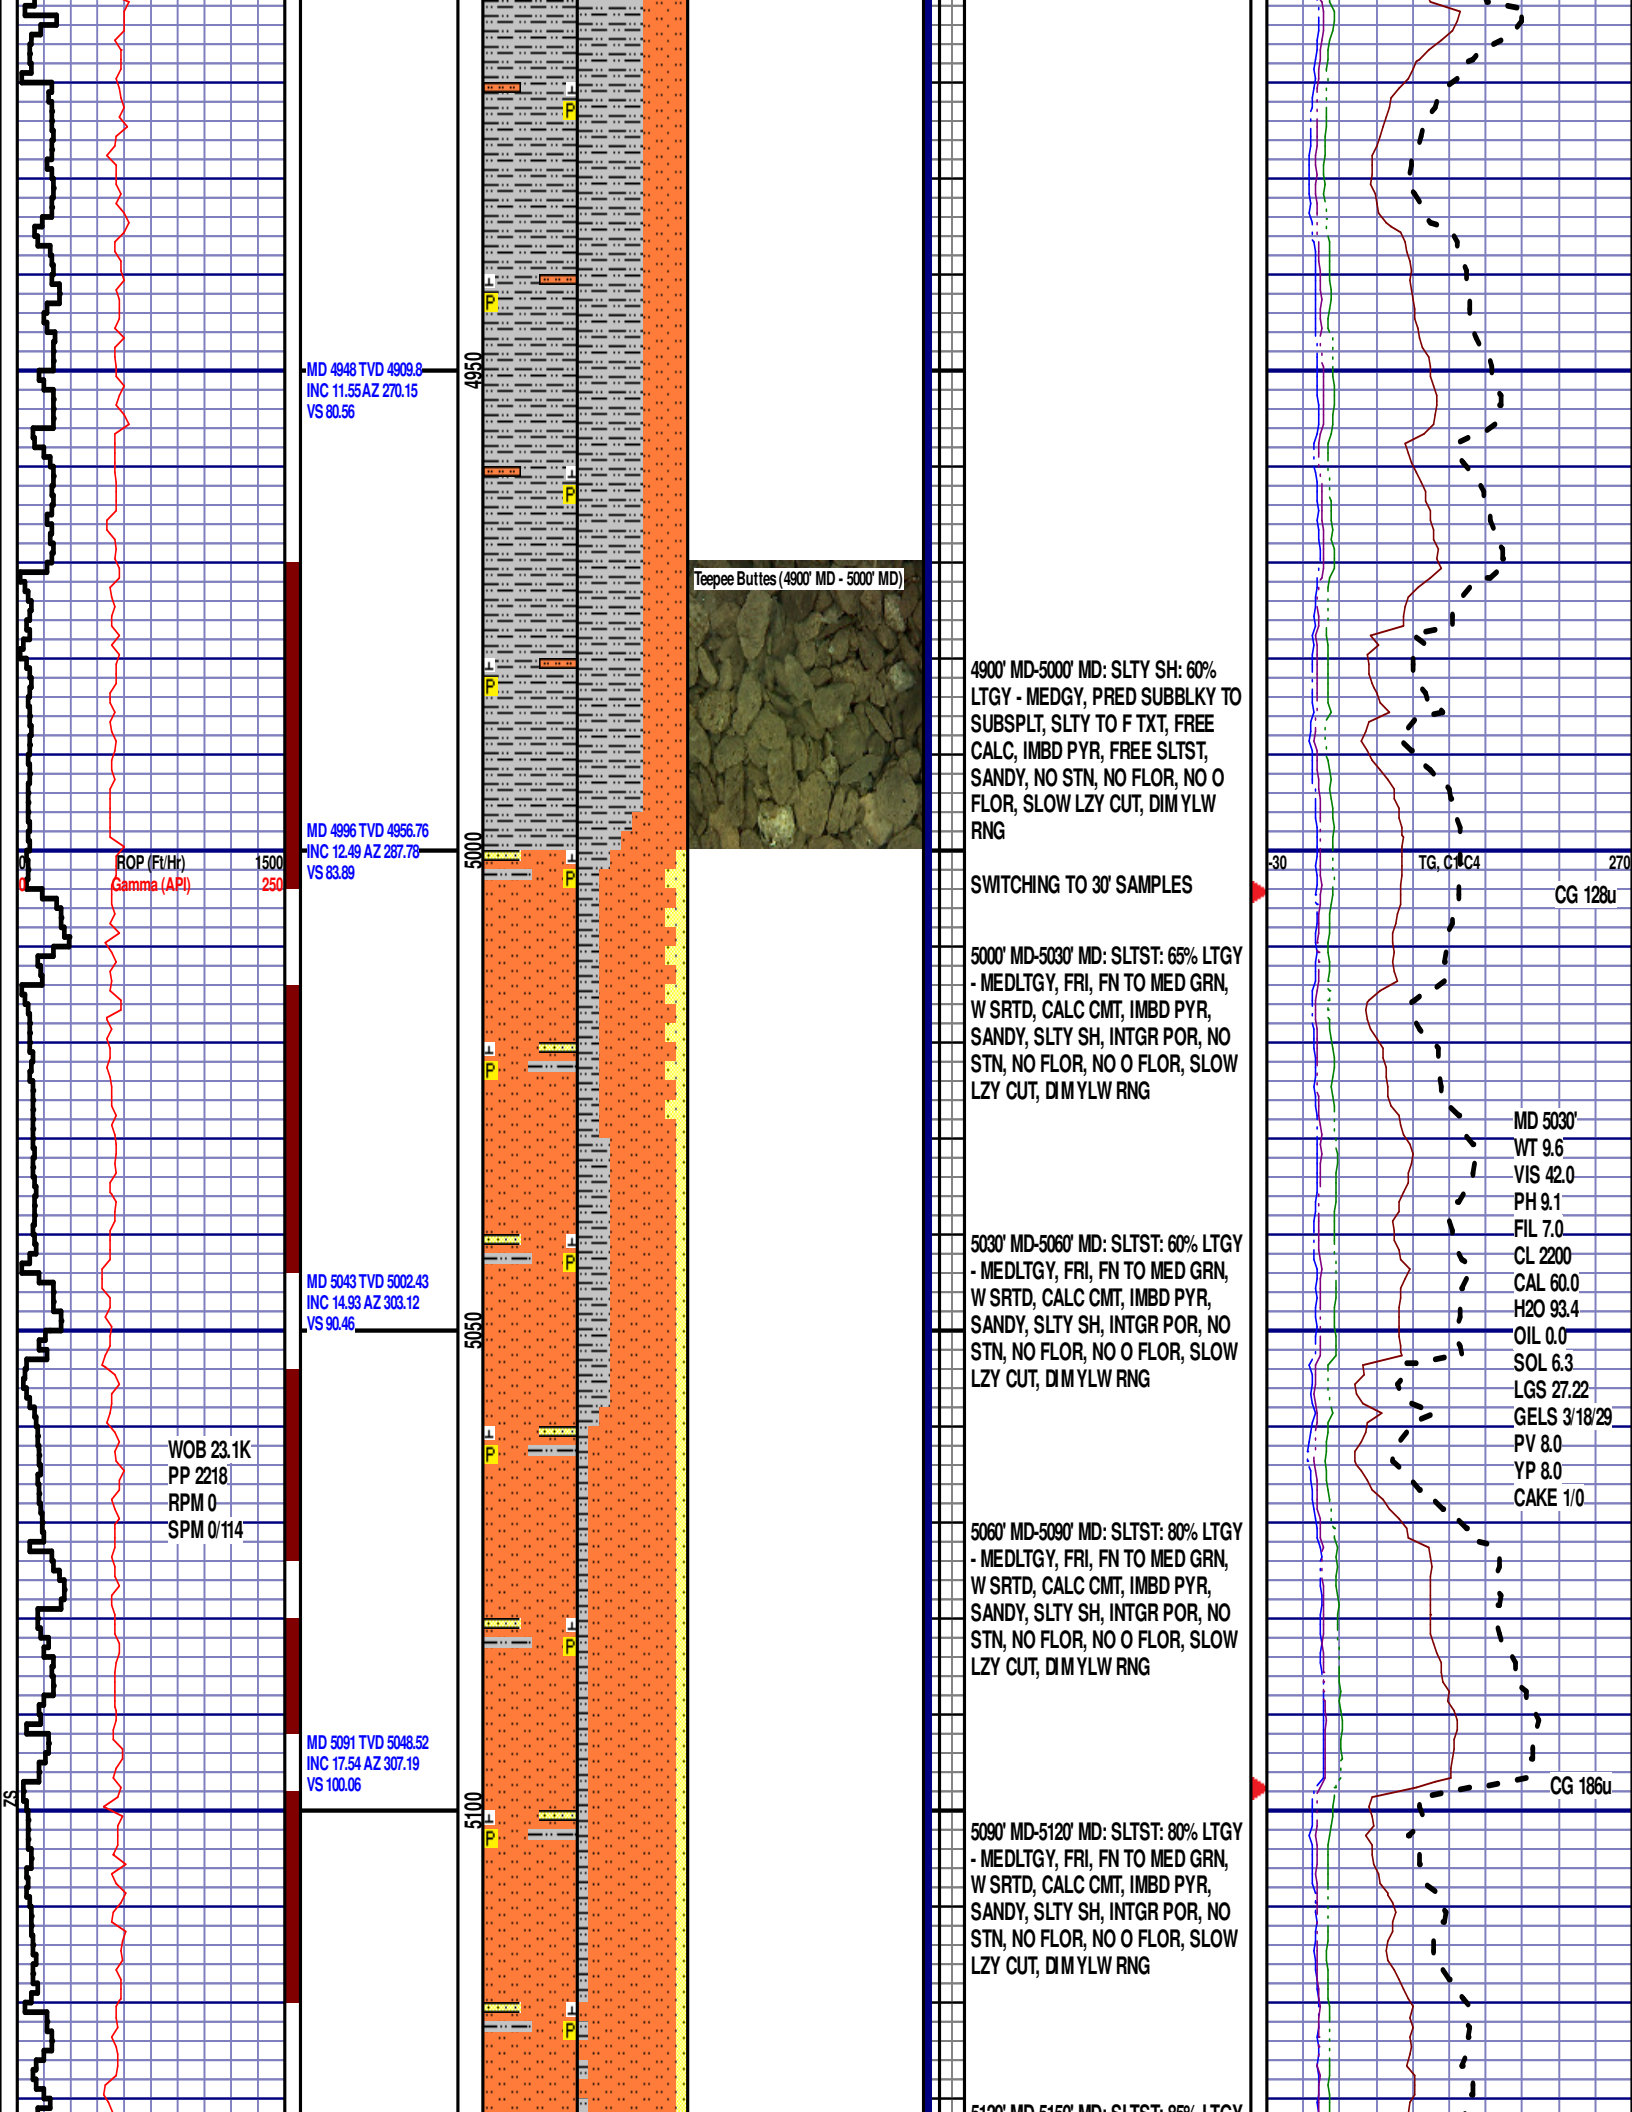 MD 4948 TVD 4909.8
INC 11.55 AZ 270.15
VS 80.56
4950
Teepee Buttes (4900' MD - 5000' MD)
4900' MD-5000' MD: SLTY SH: 60%
LTGY - MEDGY, PRED SUBBLKY TO
SUBSPLT, SLTY TO F TXT, FREE
CALC, IMBD PYR, FREE SLTST,
SANDY, NO STN, NO FLOR, NO O
FLOR, SLOW LZY CUT, DIM YLW
RNG
MD 4996 TVD 4956.76
INC 12.49 AZ 287.78
VS 83.89
5000
0 ROP (Ft/Hr) 1500
0 Gamma (API) 250
-30 TG, C1-C4 270
SWITCHING TO 30' SAMPLES
CG 128u
5000' MD-5030' MD: SLTST: 65% LTGY
- MEDLTGY, FRI, FN TO MED GRN,
W SRTD, CALC CMT, IMBD PYR,
SANDY, SLTY SH, INTGR POR, NO
STN, NO FLOR, NO O FLOR, SLOW
LZY CUT, DIM YLW RNG
MD 5030'
WT 9.6
VIS 42.0
PH 9.1
FIL 7.0
CL 2200
CAL 60.0
H2O 93.4
OIL 0.0
SOL 6.3
LGS 27.22
GELS 3/18/29
PV 8.0
YP 8.0
CAKE 1/0
5030' MD-5060' MD: SLTST: 60% LTGY
- MEDLTGY, FRI, FN TO MED GRN,
W SRTD, CALC CMT, IMBD PYR,
SANDY, SLTY SH, INTGR POR, NO
STN, NO FLOR, NO O FLOR, SLOW
LZY CUT, DIM YLW RNG
MD 5043 TVD 5002.43
INC 14.93 AZ 303.12
VS 90.46
5050
WOB 23.1K
PP 2218
RPM 0
SPM 0/114
5060' MD-5090' MD: SLTST: 80% LTGY
- MEDLTGY, FRI, FN TO MED GRN,
W SRTD, CALC CMT, IMBD PYR,
SANDY, SLTY SH, INTGR POR, NO
STN, NO FLOR, NO O FLOR, SLOW
LZY CUT, DIM YLW RNG
MD 5091 TVD 5048.52
INC 17.54 AZ 307.19
VS 100.06
CG 186u
ZS
5100
5090' MD-5120' MD: SLTST: 80% LTGY
- MEDLTGY, FRI, FN TO MED GRN,
W SRTD, CALC CMT, IMBD PYR,
SANDY, SLTY SH, INTGR POR, NO
STN, NO FLOR, NO O FLOR, SLOW
LZY CUT, DIM YLW RNG
5120' MD-5150' MD: SLTST: 85% LTGY
P
P
P
P
P
P
P
P
P
P
P